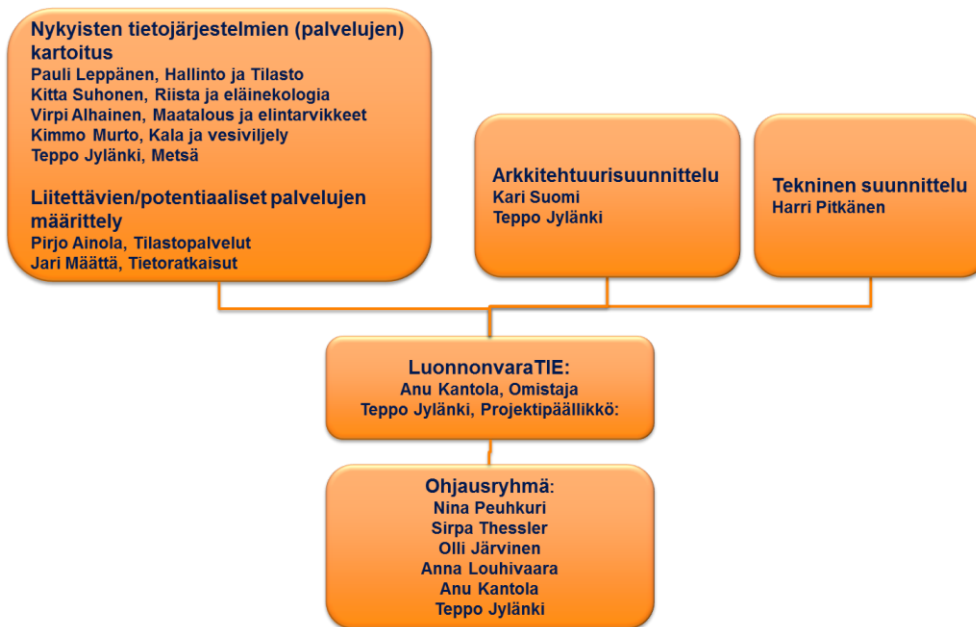 Nykyisten tietojärjestelmien (palvelujen)
kartoitus
Pauli Leppänen, Hallinto ja Tilasto
Kitta Suhonen, Riista ja eläinekologia
Virpi Alhainen, Maatalous ja elintarvikkeet
Kimmo Murto, Kala ja vesiviljely
Teppo Jylänki, Metsä
Liitettävien/potentiaaliset palvelujen
määrittely
Pirjo Ainola, Tilastopalvelut
Jari Määttä, Tietoratkaisut
Arkkitehtuurisuunnittelu
Kari Suomi
Teppo Jylänki
Tekninen suunnittelu
Harri Pitkänen
LuonnonvaraTIE:
Anu Kantola, Omistaja
Teppo Jylänki, Projektipäällikkö:
Ohjausryhmä:
Nina Peuhkuri
Sirpa Thessler
Olli Järvinen
Anna Louhivaara
Anu Kantola
Teppo Jylänki